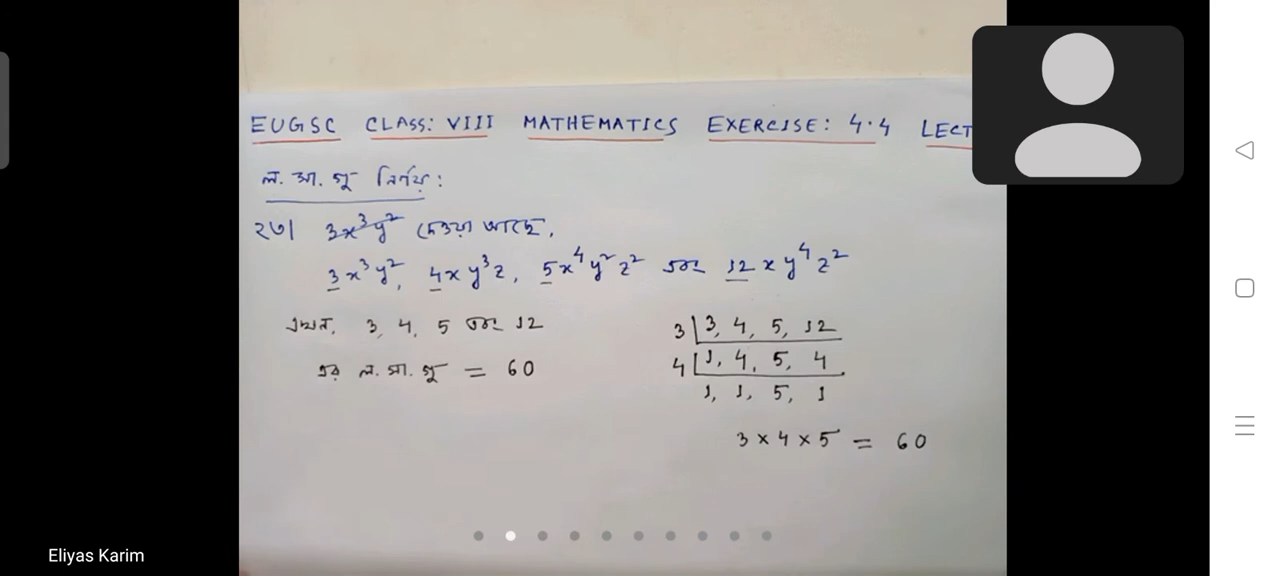 EUGSC CLASS: VIII MATHEMATICS EXERCISE: 4.4 LECT
ল. সা. গু নির্ণয়:
২৩। 3x³y² দেওয়া আছে,
3x³y², 4xy³z, 5x⁴y²z² এবং 12xy⁴z²
এখন, 3, 4, 5 এবং 12
এর ল. সা. গু = 60
3 | 3, 4, 5, 12
4 | 1, 4, 5, 4
1, 1, 5, 1
3 × 4 × 5 = 60
Eliyas Karim